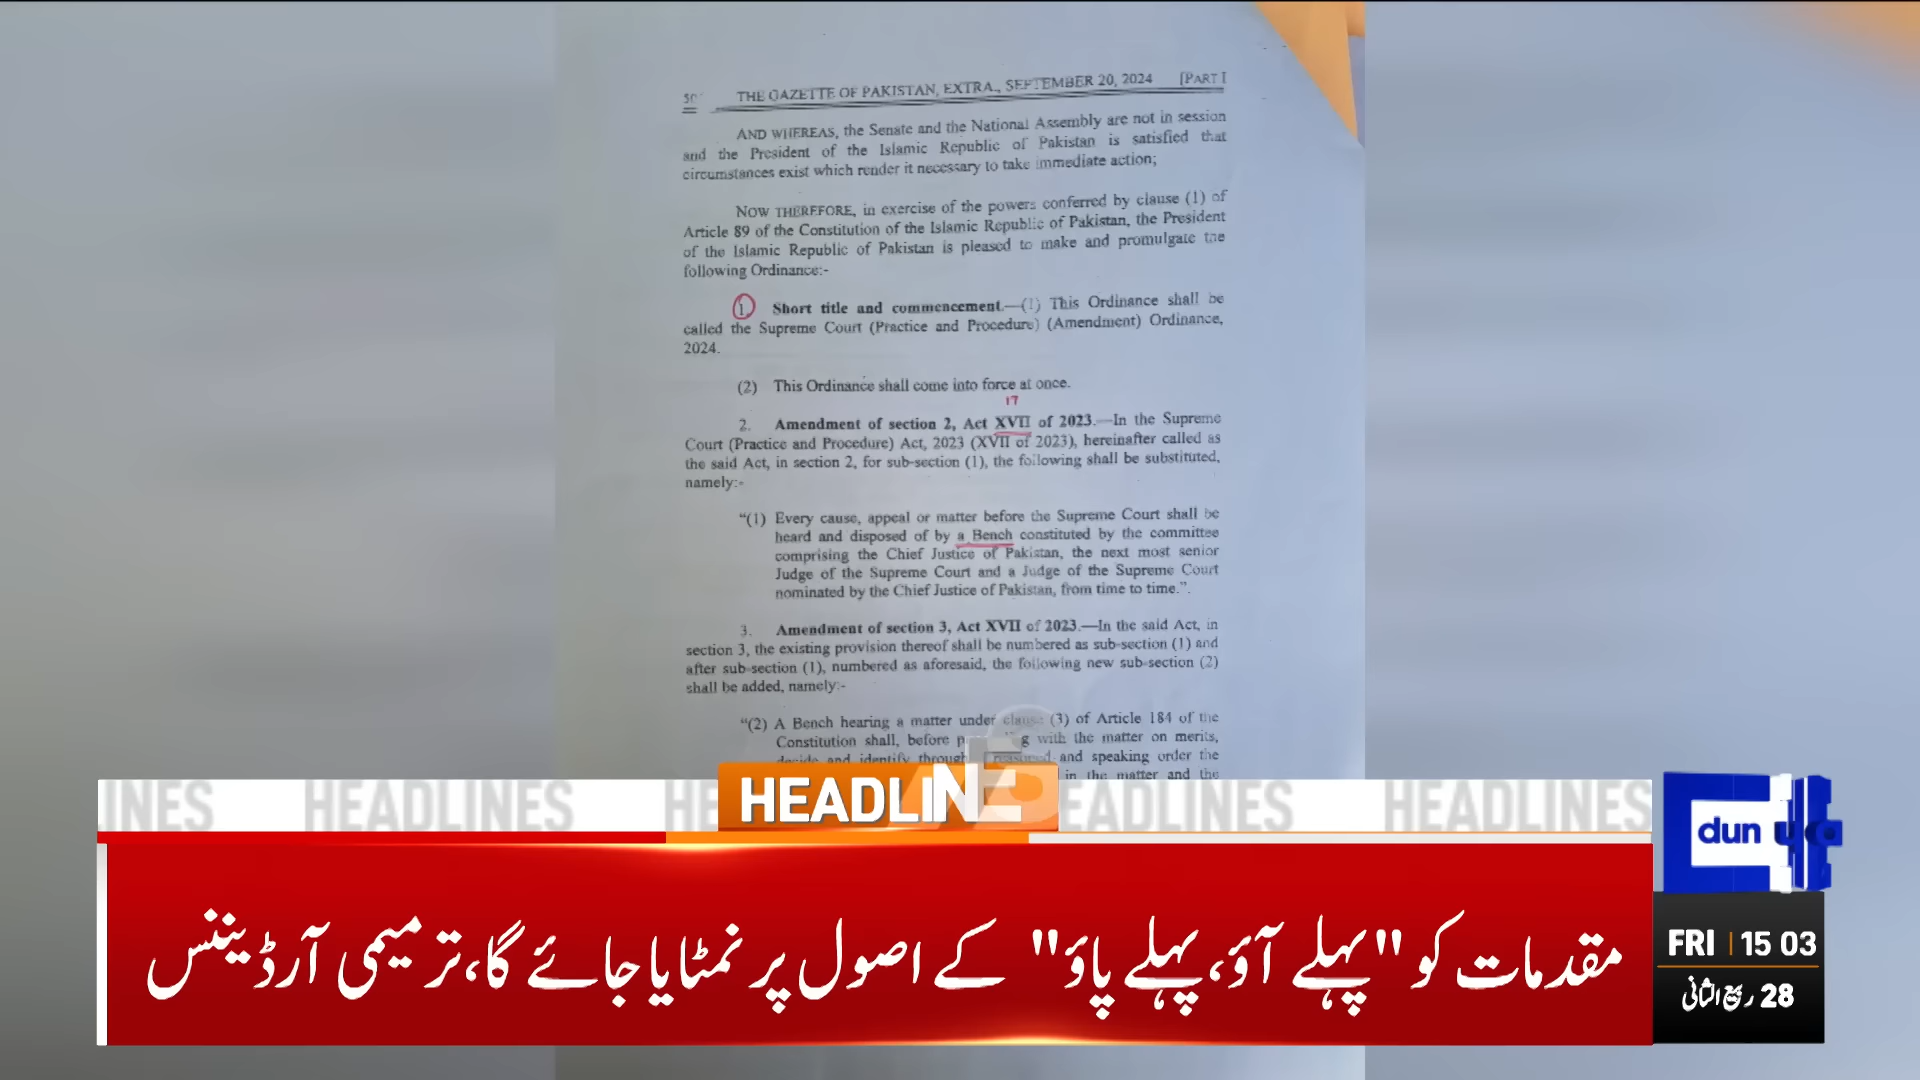 THE GAZETTE OF PAKISTAN, EXTRA., SEPTEMBER 20, 2024 [PART I
AND WHEREAS, the Senate and the National Assembly are not in session
and the President of the Islamic Republic of Pakistan is satisfied that
circumstances exist which render it necessary to take immediate action;
NOW THEREFORE, in exercise of the powers conferred by clause (1) of
Article 89 of the Constitution of the Islamic Republic of Pakistan, the President
of the Islamic Republic of Pakistan is pleased to make and promulgate the
following Ordinance:-
1. Short title and commencement.—(1) This Ordinance shall be
called the Supreme Court (Practice and Procedure) (Amendment) Ordinance,
2024.
(2) This Ordinance shall come into force at once.
17
2. Amendment of section 2, Act XVII of 2023.—In the Supreme
Court (Practice and Procedure) Act, 2023 (XVII of 2023), hereinafter called as
the said Act, in section 2, for sub-section (1), the following shall be substituted,
namely:-
“(1) Every cause, appeal or matter before the Supreme Court shall be
heard and disposed of by a Bench constituted by the committee
comprising the Chief Justice of Pakistan, the next most senior
Judge of the Supreme Court and a Judge of the Supreme Court
nominated by the Chief Justice of Pakistan, from time to time.”.
3. Amendment of section 3, Act XVII of 2023.—In the said Act, in
section 3, the existing provision thereof shall be numbered as sub-section (1) and
after sub-section (1), numbered as aforesaid, the following new sub-section (2)
shall be added, namely:-
“(2) A Bench hearing a matter under clause (3) of Article 184 of the
Constitution shall, before with the matter on merits,
decide and identify through reasoned and speaking order the
in the matter and the
INES HEADLINES HE HEADLINE EADLINES HEADLINES
مقدمات کو "پہلے آؤ، پہلے پاؤ" کے اصول پر نمٹایا جائے گا، ترمیمی آرڈیننس
dun
FRI 15 03
28 ربیع الثانی